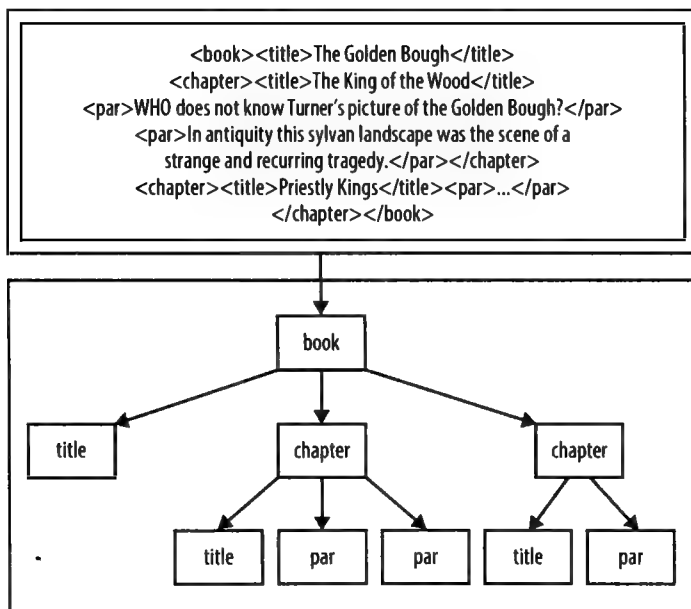 <book><title>The Golden Bough</title>
<chapter><title>The King of the Wood</title>
<par>WHO does not know Turner's picture of the Golden Bough?</par>
<par>In antiquity this sylvan landscape was the scene of a
strange and recurring tragedy.</par></chapter>
<chapter><title>Priestly Kings</title><par>...</par>
</chapter></book>
book
title chapter chapter
title par par title par